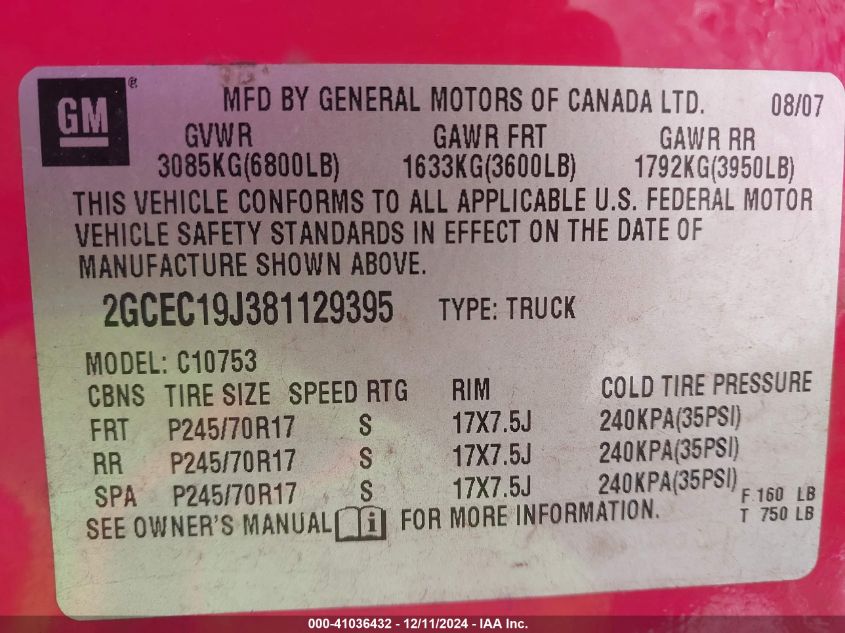 GM ® MFD BY GENERAL MOTORS OF CANADA LTD. 08/07
GVWR GAWR FRT GAWR RR
3085KG(6800LB) 1633KG(3600LB) 1792KG(3950LB)
THIS VEHICLE CONFORMS TO ALL APPLICABLE U.S. FEDERAL MOTOR
VEHICLE SAFETY STANDARDS IN EFFECT ON THE DATE OF
MANUFACTURE SHOWN ABOVE.
2GCEC19J381129395 TYPE: TRUCK
MODEL: C10753
CBNS TIRE SIZE SPEED RTG RIM COLD TIRE PRESSURE
FRT P245/70R17 S 17X7.5J 240KPA(35PSI)
RR P245/70R17 S 17X7.5J 240KPA(35PSI)
SPA P245/70R17 S 17X7.5J 240KPA(35PSI) F 160 LB
SEE OWNER'S MANUAL i FOR MORE INFORMATION. T 750 LB
000-41036432 - 12/11/2024 - IAA Inc.